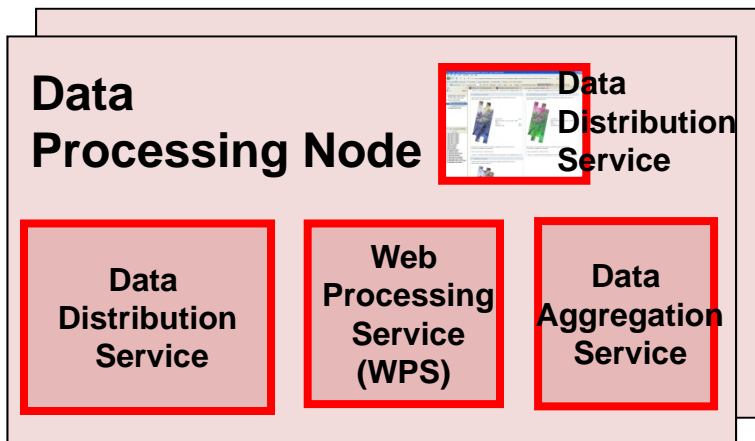 Data
Processing Node
Data
Distribution
Service
Data
Distribution
Service
Web
Processing
Service
(WPS)
Data
Aggregation
Service